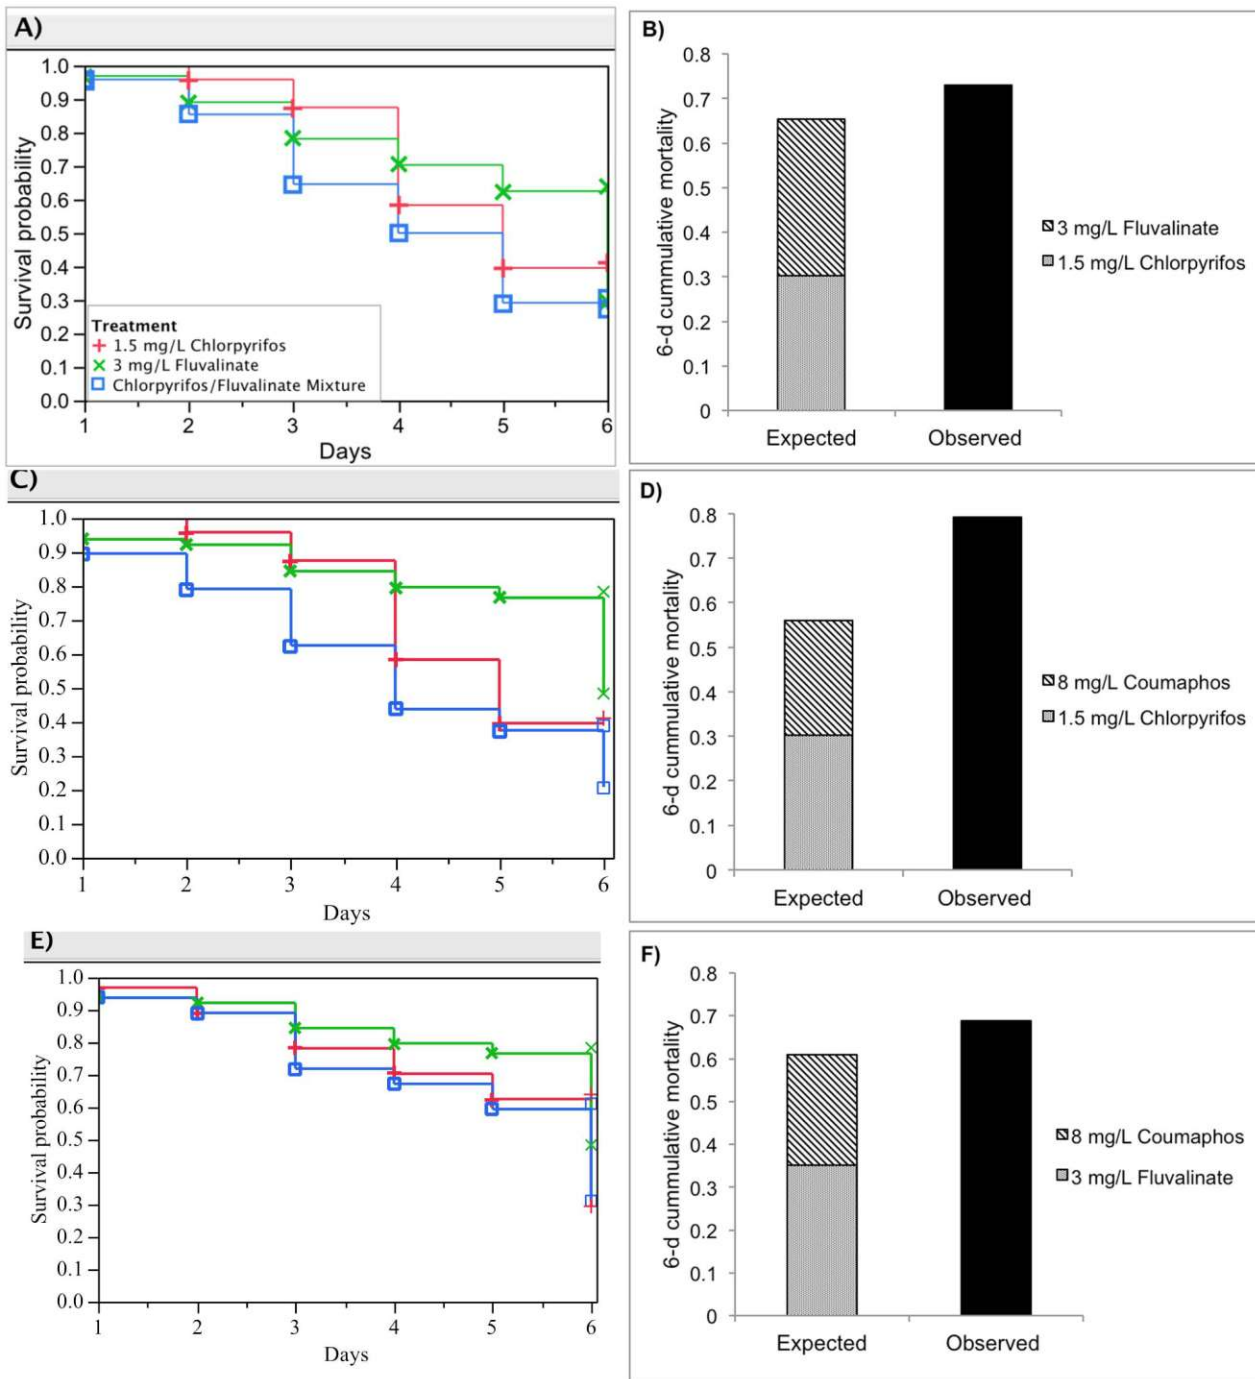 A)
Survival probability
1.0
0.9
0.8
0.7
0.6
0.5
0.4
0.3
0.2
0.1
0.0
Treatment
1.5 mg/L Chlorpyrifos
3 mg/L Fluvalinate
Chlorpyrifos/Fluvalinate Mixture
1 2 3 4 5 6
Days
B)
6-d cummulative mortality
0.8
0.7
0.6
0.5
0.4
0.3
0.2
0.1
0
Expected Observed
3 mg/L Fluvalinate
1.5 mg/L Chlorpyrifos
C)
Survival probability
1.0
0.9
0.8
0.7
0.6
0.5
0.4
0.3
0.2
0.1
0.0
1 2 3 4 5 6
Days
D)
6-d cummulative mortality
0.8
0.7
0.6
0.5
0.4
0.3
0.2
0.1
0
Expected Observed
8 mg/L Coumaphos
1.5 mg/L Chlorpyrifos
E)
Survival probability
1.0
0.9
0.8
0.7
0.6
0.5
0.4
0.3
0.2
0.1
0.0
1 2 3 4 5 6
Days
F)
6-d cummulative mortality
0.8
0.7
0.6
0.5
0.4
0.3
0.2
0.1
0
Expected Observed
8 mg/L Coumaphos
3 mg/L Fluvalinate